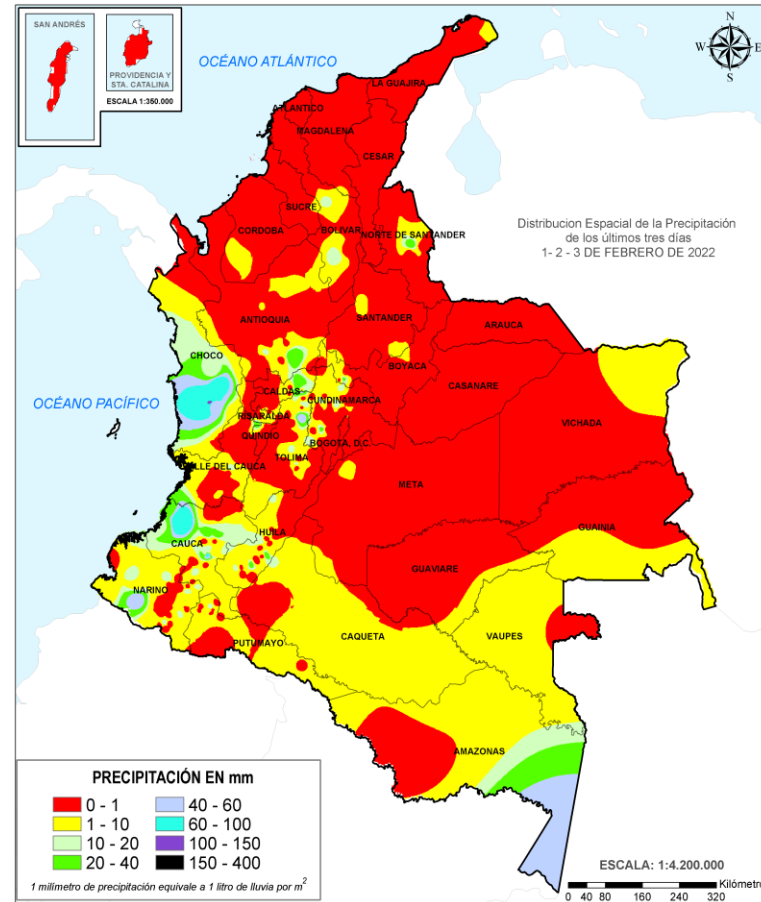 SAN ANDRÉS
PROVIDENCIA Y
STA. CATALINA
ESCALA 1:350.000
OCÉANO ATLÁNTICO
N
W
E
S
LA GUAJIRA
ATLANTICO
MAGDALENA
CESAR
SUCRE
CORDOBA
BOLIVAR
NORTE DE SANTANDER
Distribucion Espacial de la Precipitación
de los últimos tres días
1- 2 - 3 DE FEBRERO DE 2022
ANTIOQUIA
SANTANDER
ARAUCA
CHOCO
BOYACA
CASANARE
OCÉANO PACÍFICO
CALDAS
CUNDINAMARCA
RISARALDA
VICHADA
QUINDIO
BOGOTA, D.C.
TOLIMA
VALLE DEL CAUCA
META
HUILA
GUAINIA
CAUCA
GUAVIARE
NARIÑO
CAQUETA
VAUPES
PUTUMAYO
AMAZONAS
PRECIPITACIÓN EN mm
0 - 1
40 - 60
1 - 10
60 - 100
10 - 20
100 - 150
20 - 40
150 - 400
1 milímetro de precipitación equivale a 1 litro de lluvia por m²
ESCALA: 1:4.200.000
Kilómetro
0 40 80 160 240 320